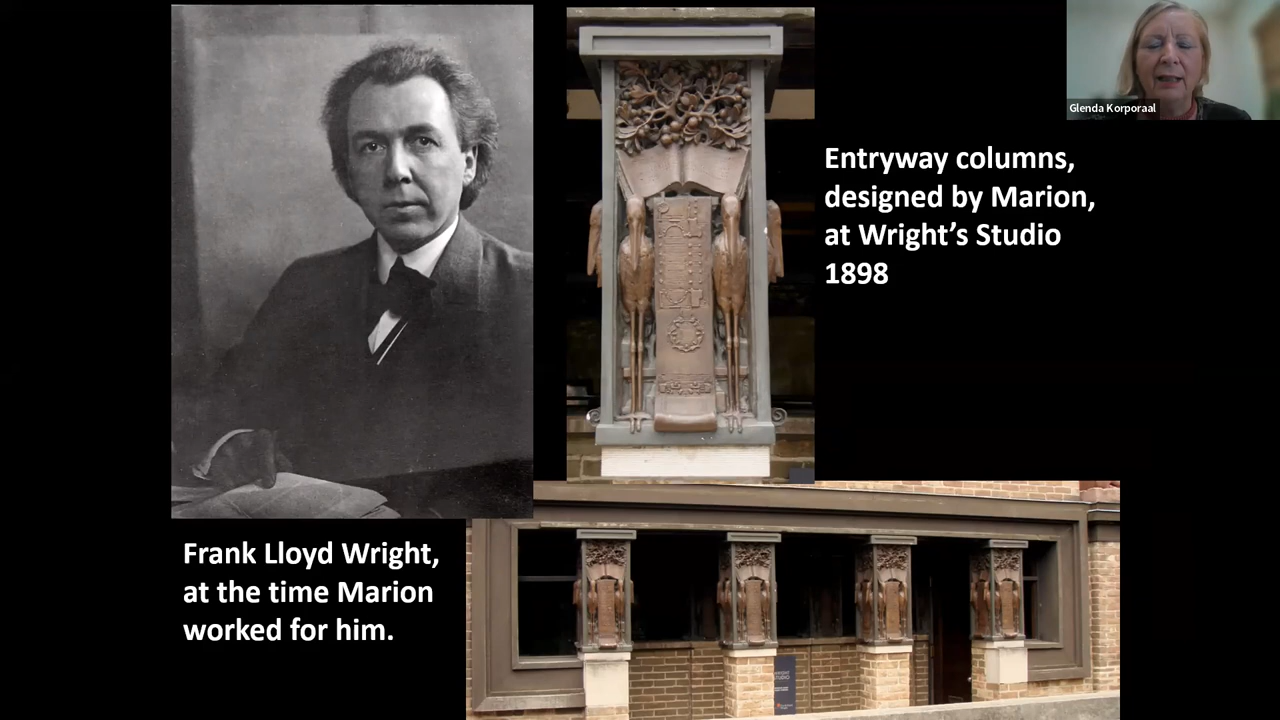 Glenda Korporaal
Entryway columns,
designed by Marion,
at Wright's Studio
1898
Frank Lloyd Wright,
at the time Marion
worked for him.
STUDIO